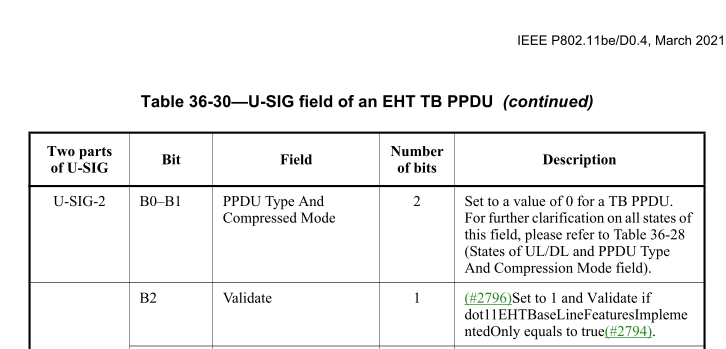 IEEE P802.11be/D0.4, March 2021
Table 36-30—U-SIG field of an EHT TB PPDU (continued)
Two parts of U-SIG
Bit
Field
Number of bits
Description
U-SIG-2
B0–B1
PPDU Type And
Compressed Mode
2
Set to a value of 0 for a TB PPDU.
For further clarification on all states of
this field, please refer to Table 36-28
(States of UL/DL and PPDU Type
And Compression Mode field).
B2
Validate
1
(#2796)Set to 1 and Validate if
dot11EHTBaseLineFeaturesImpleme
ntedOnly equals to true(#2794).